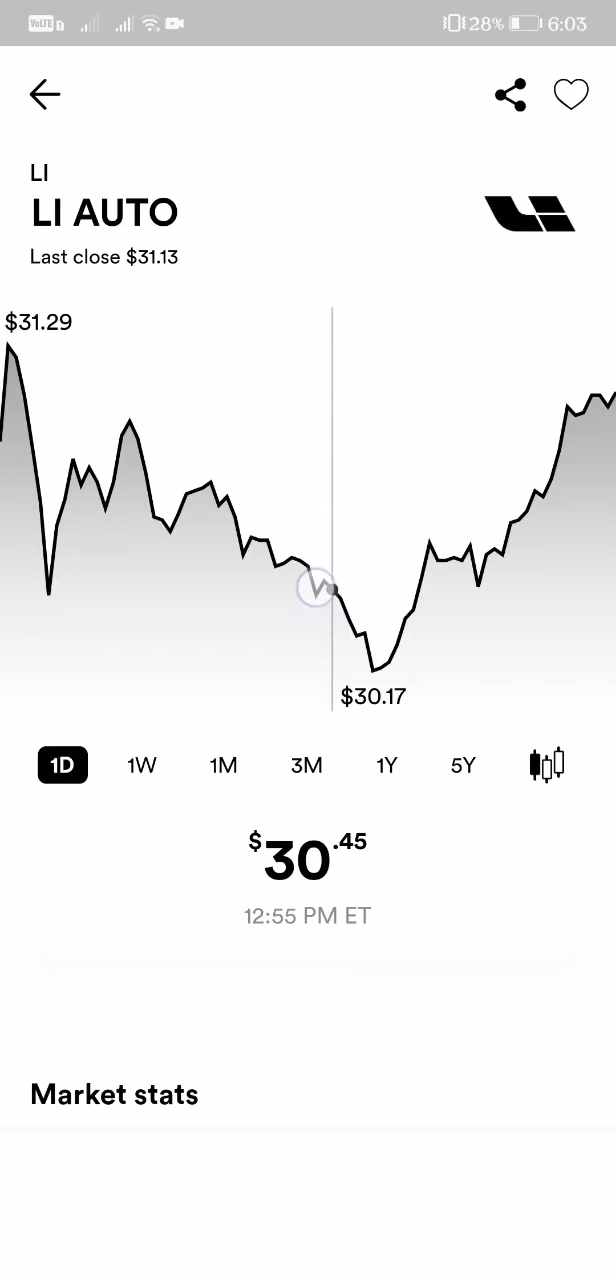 VoLTE 28% 6:03
LI
LI AUTO
Last close $31.13
$31.29
$30.17
1D 1W 1M 3M 1Y 5Y
$30.45
12:55 PM ET
Market stats